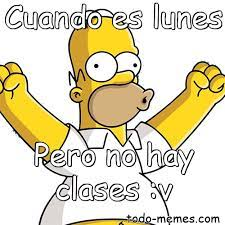 Cuando es lunes
Pero no hay
clases :v
todo-memes.com